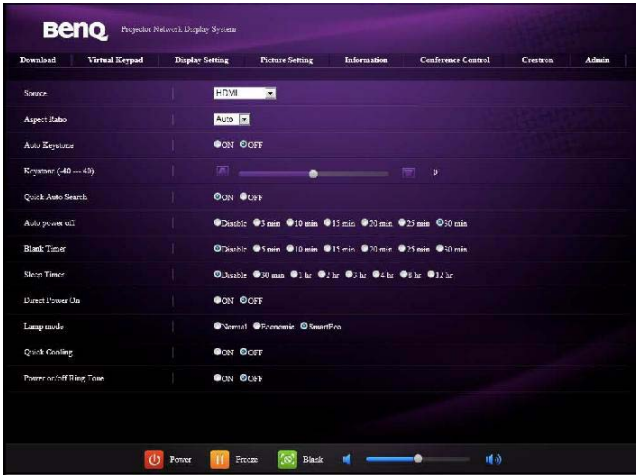 BenQ Projector Network Display System
Download Virtual Keypad Display Setting Picture Setting Information Conference Control Crestron Admin
Source HDMI
Aspect Ratio Auto
Auto Keystone ON OFF
Keystone (-40 --- 40)
Quick Auto Search ON OFF
Auto power off Disable 5 min 10 min 15 min 20 min 25 min 30 min
Blank Timer Disable 5 min 10 min 15 min 20 min 25 min 30 min
Sleep Timer Disable 30 min 1 hr 2 hr 3 hr 4 hr 8 hr 12 hr
Direct Power On ON OFF
Lamp mode Normal Economic SmartEco
Quick Cooling ON OFF
Power on/off Ring Tone ON OFF
Power Freeze Blank